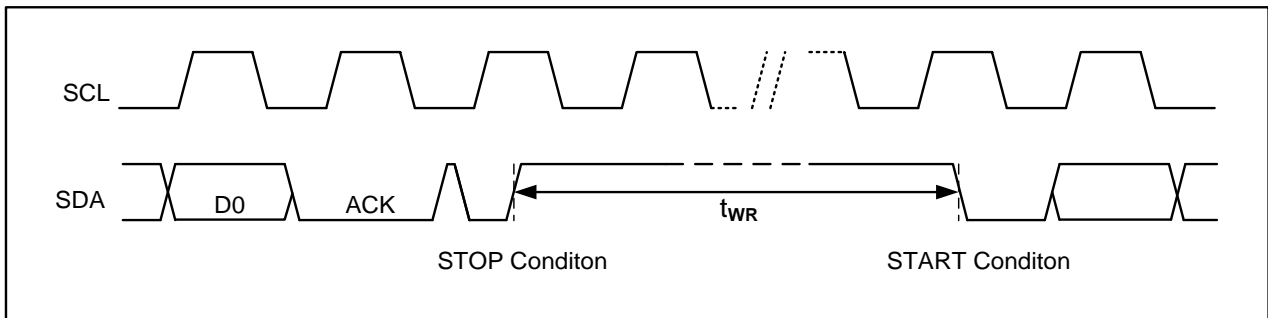 SCL
SDA
D0
ACK
tWR
STOP Conditon
START Conditon